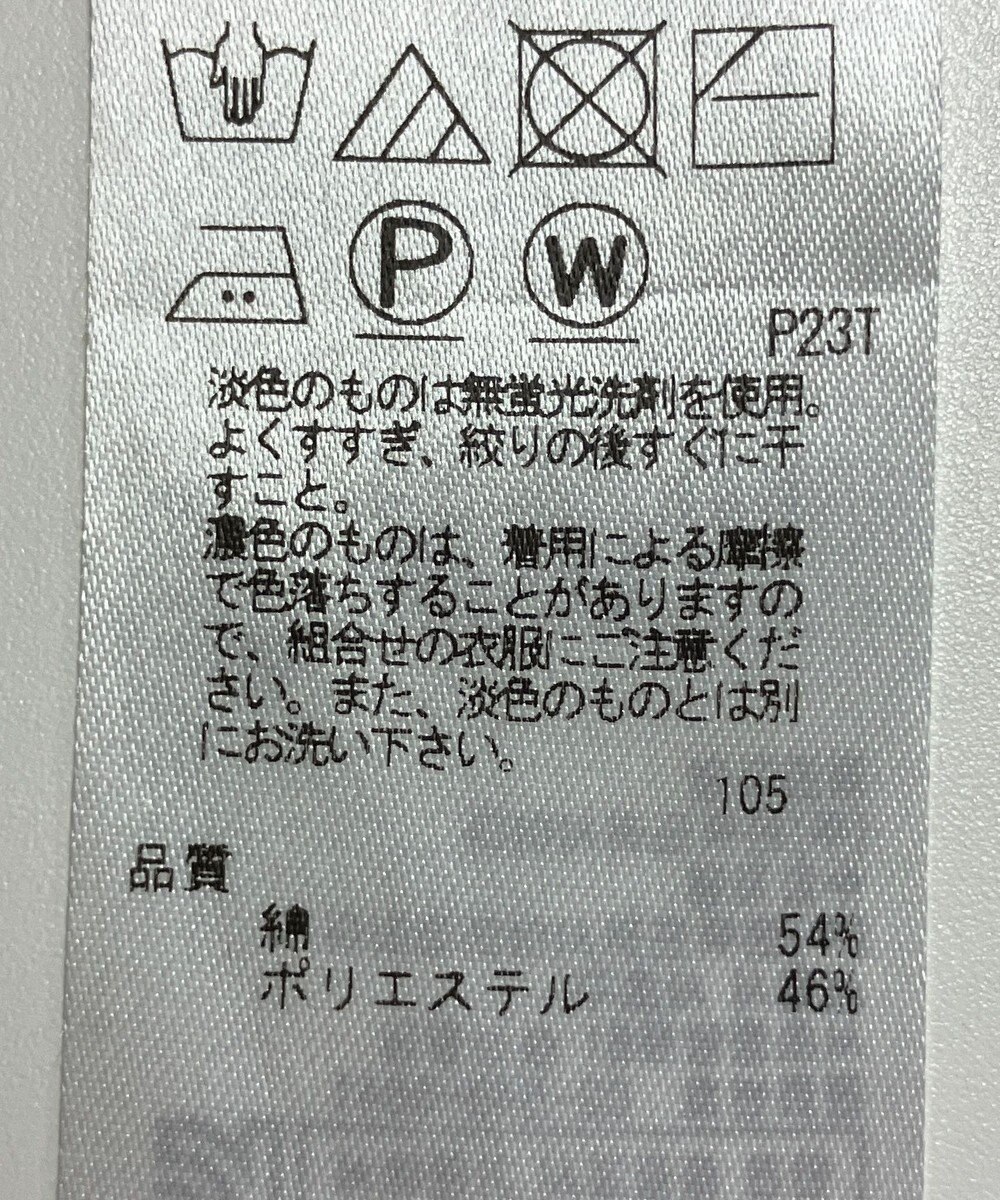 P
W
P23T
淡色のものは無蛍光洗剤を使用。
よくすすぎ、絞りの後すぐに干
すこと。
濃色のものは、着用による摩擦
で色落ちすることがありますの
で、組合せの衣服にご注意くだ
さい。また、淡色のものとは別
にお洗い下さい。
105
品質
綿 54%
ポリエステル 46%